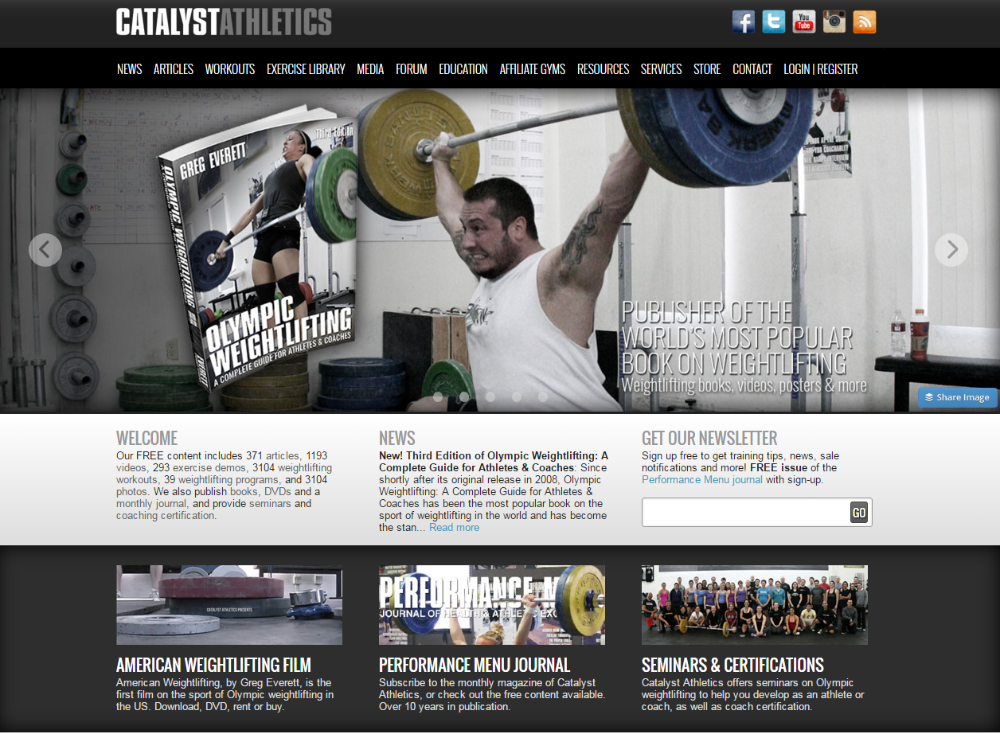 CATALYSTATHLETICS
You
Tube
NEWS ARTICLES WORKOUTS EXERCISE LIBRARY MEDIA FORUM EDUCATION AFFILIATE GYMS RESOURCES SERVICES STORE CONTACT LOGIN | REGISTER
Third Edition
GREG EVERETT
OLYMPIC WEIGHTLIFTING
EVERETT
OLYMPIC
WEIGHTLIFTING
A COMPLETE GUIDE FOR ATHLETES & COACHES
PUBLISHER OF THE
WORLD'S MOST POPULAR
BOOK ON WEIGHTLIFTING
Weightlifting books, videos, posters & more
Share Image
WELCOME
Our FREE content includes 371 articles, 1193
videos, 293 exercise demos, 3104 weightlifting
workouts, 39 weightlifting programs, and 3104
photos. We also publish books, DVDs and a
monthly journal, and provide seminars and
coaching certification.
NEWS
New! Third Edition of Olympic Weightlifting: A
Complete Guide for Athletes & Coaches: Since
shortly after its original release in 2008, Olympic
Weightlifting: A Complete Guide for Athletes &
Coaches has been the most popular book on the
sport of weightlifting in the world and has become
the stan... Read more
GET OUR NEWSLETTER
Sign up free to get training tips, news, sale
notifications and more! FREE issue of the
Performance Menu journal with sign-up.
GO
CATALYST ATHLETICS PRESENTS
AMERICAN WEIGHTLIFTING FILM
American Weightlifting, by Greg Everett, is the
first film on the sport of Olympic weightlifting in
the US. Download, DVD, rent or buy.
PERFORMANCE M
JOURNAL OF HEALTH & ATHLET EXC
PERFORMANCE MENU JOURNAL
Subscribe to the monthly magazine of Catalyst
Athletics, or check out the free content available.
Over 10 years in publication.
SEMINARS & CERTIFICATIONS
Catalyst Athletics offers seminars on Olympic
weightlifting to help you develop as an athlete or
coach, as well as coach certification.